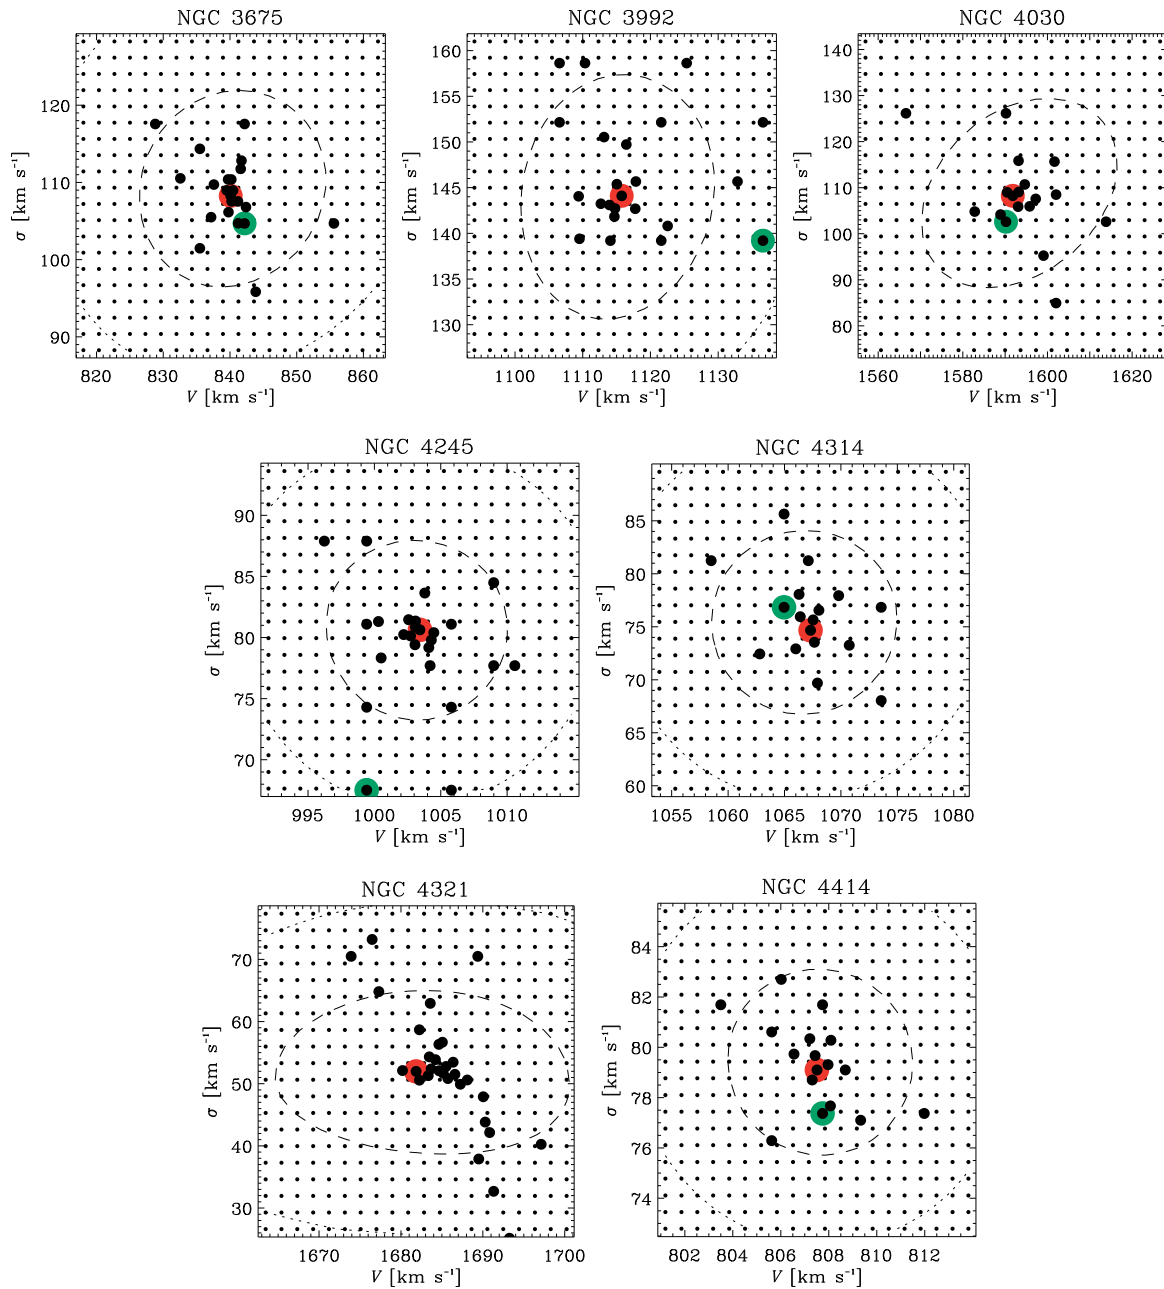 NGC 3675
NGC 3992
NGC 4030
σ [km s⁻¹]
120
110
100
90
820 830 840 850 860
V [km s⁻¹]
σ [km s⁻¹]
160
155
150
145
140
135
130
1100 1110 1120 1130
V [km s⁻¹]
σ [km s⁻¹]
140
130
120
110
100
90
80
1560 1580 1600 1620
V [km s⁻¹]
NGC 4245
NGC 4314
σ [km s⁻¹]
90
85
80
75
70
995 1000 1005 1010
V [km s⁻¹]
σ [km s⁻¹]
85
80
75
70
65
60
1055 1060 1065 1070 1075 1080
V [km s⁻¹]
NGC 4321
NGC 4414
σ [km s⁻¹]
70
60
50
40
30
1670 1680 1690 1700
V [km s⁻¹]
σ [km s⁻¹]
84
82
80
78
76
74
802 804 806 808 810 812
V [km s⁻¹]